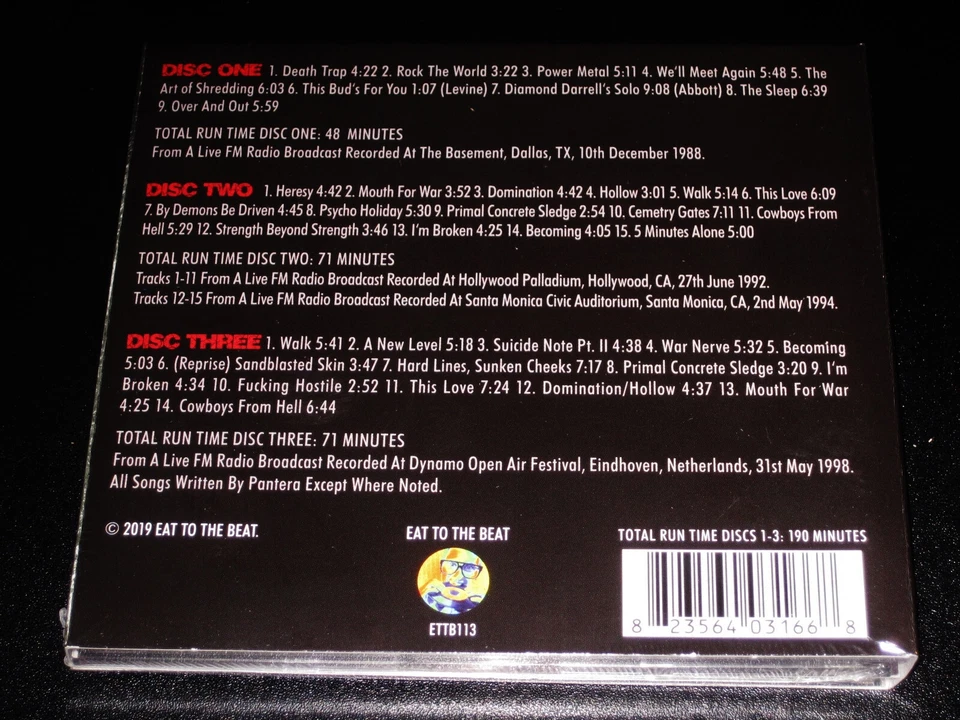 DISC ONE 1. Death Trap 4:22 2. Rock The World 3:22 3. Power Metal 5:11 4. We'll Meet Again 5:48 5. The
Art of Shredding 6:03 6. This Bud's For You 1:07 (Levine) 7. Diamond Darrell's Solo 9:08 (Abbott) 8. The Sleep 6:39
9. Over And Out 5:59
TOTAL RUN TIME DISC ONE: 48 MINUTES
From A Live FM Radio Broadcast Recorded At The Basement, Dallas, TX, 10th December 1988.
DISC TWO 1. Heresy 4:42 2. Mouth For War 3:52 3. Domination 4:42 4. Hollow 3:01 5. Walk 5:14 6. This Love 6:09
7. By Demons Be Driven 4:45 8. Psycho Holiday 5:30 9. Primal Concrete Sledge 2:54 10. Cemetry Gates 7:11 11. Cowboys From
Hell 5:29 12. Strength Beyond Strength 3:46 13. I'm Broken 4:25 14. Becoming 4:05 15. 5 Minutes Alone 5:00
TOTAL RUN TIME DISC TWO: 71 MINUTES
Tracks 1-11 From A Live FM Radio Broadcast Recorded At Hollywood Palladium, Hollywood, CA, 27th June 1992.
Tracks 12-15 From A Live FM Radio Broadcast Recorded At Santa Monica Civic Auditorium, Santa Monica, CA, 2nd May 1994.
DISC THREE 1. Walk 5:41 2. A New Level 5:18 3. Suicide Note Pt. II 4:38 4. War Nerve 5:32 5. Becoming
5:03 6. (Reprise) Sandblasted Skin 3:47 7. Hard Lines, Sunken Cheeks 7:17 8. Primal Concrete Sledge 3:20 9. I'm
Broken 4:34 10. Fucking Hostile 2:52 11. This Love 7:24 12. Domination/Hollow 4:37 13. Mouth For War
4:25 14. Cowboys From Hell 6:44
TOTAL RUN TIME DISC THREE: 71 MINUTES
From A Live FM Radio Broadcast Recorded At Dynamo Open Air Festival, Eindhoven, Netherlands, 31st May 1998.
All Songs Written By Pantera Except Where Noted.
© 2019 EAT TO THE BEAT.
EAT TO THE BEAT
ETTB113
TOTAL RUN TIME DISCS 1-3: 190 MINUTES
8 23564 03166 8